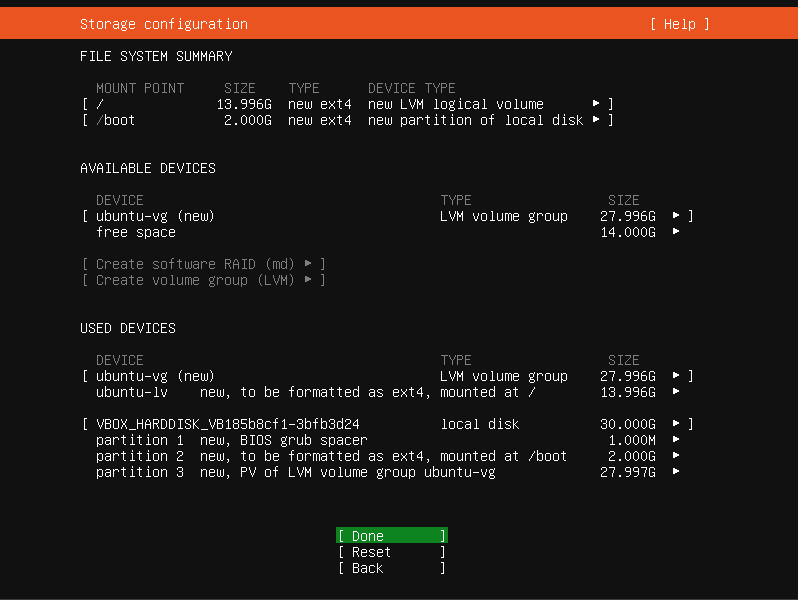 Storage configuration [ Help ]
FILE SYSTEM SUMMARY
MOUNT POINT SIZE TYPE DEVICE TYPE
[ / 13.996G new ext4 new LVM logical volume ▸ ]
[ /boot 2.000G new ext4 new partition of local disk ▸ ]
AVAILABLE DEVICES
DEVICE TYPE SIZE
[ ubuntu-vg (new) LVM volume group 27.996G ▸ ]
free space 14.000G ▸
[ Create software RAID (md) ▸ ]
[ Create volume group (LVM) ▸ ]
USED DEVICES
DEVICE TYPE SIZE
[ ubuntu-vg (new) LVM volume group 27.996G ▸ ]
ubuntu-lv new, to be formatted as ext4, mounted at / 13.996G ▸
[ VBOX_HARDDISK_VB185b8cf1-3bfb3d24 local disk 30.000G ▸ ]
partition 1 new, BIOS grub spacer 1.000M ▸
partition 2 new, to be formatted as ext4, mounted at /boot 2.000G ▸
partition 3 new, PV of LVM volume group ubuntu-vg 27.997G ▸
[ Done ]
[ Reset ]
[ Back ]